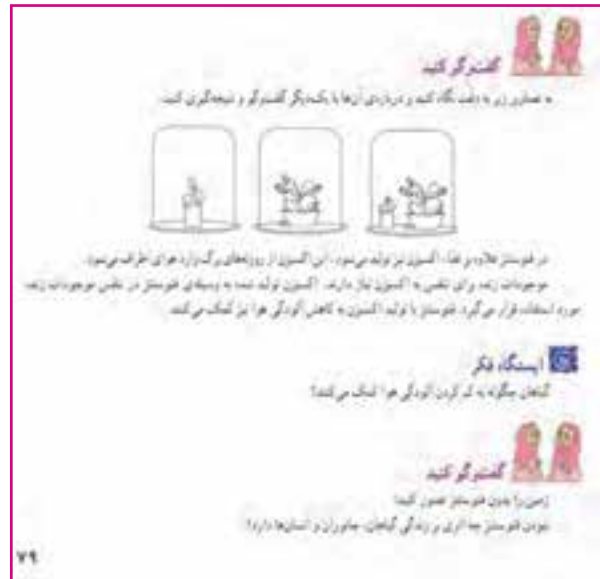 گفت‌وگو کنید
به تصاویر زیر به دقت نگاه کنید و درباره‌ی آن‌ها با یک‌دیگر گفت‌وگو و نتیجه‌گیری کنید.
در فتوسنتز علاوه بر غذا، اکسیژن نیز تولید می‌شود. این اکسیژن از روزنه‌های برگ وارد هوای اطراف می‌شود.
موجودات زنده برای تنفس به اکسیژن نیاز دارند. اکسیژن تولید شده به وسیله‌ی فتوسنتز در تنفس موجودات زنده
مورد استفاده قرار می‌گیرد. فتوسنتز با تولید اکسیژن به کاهش آلودگی هوا نیز کمک می‌کند.
ایستگاه فکر
گیاهان چگونه به کم کردن آلودگی هوا کمک می‌کنند؟
گفت‌وگو کنید
زمین را بدون فتوسنتز تصور کنید!
نبودن فتوسنتز چه اثری بر زندگی گیاهان، جانوران و انسان‌ها دارد؟
۷۹